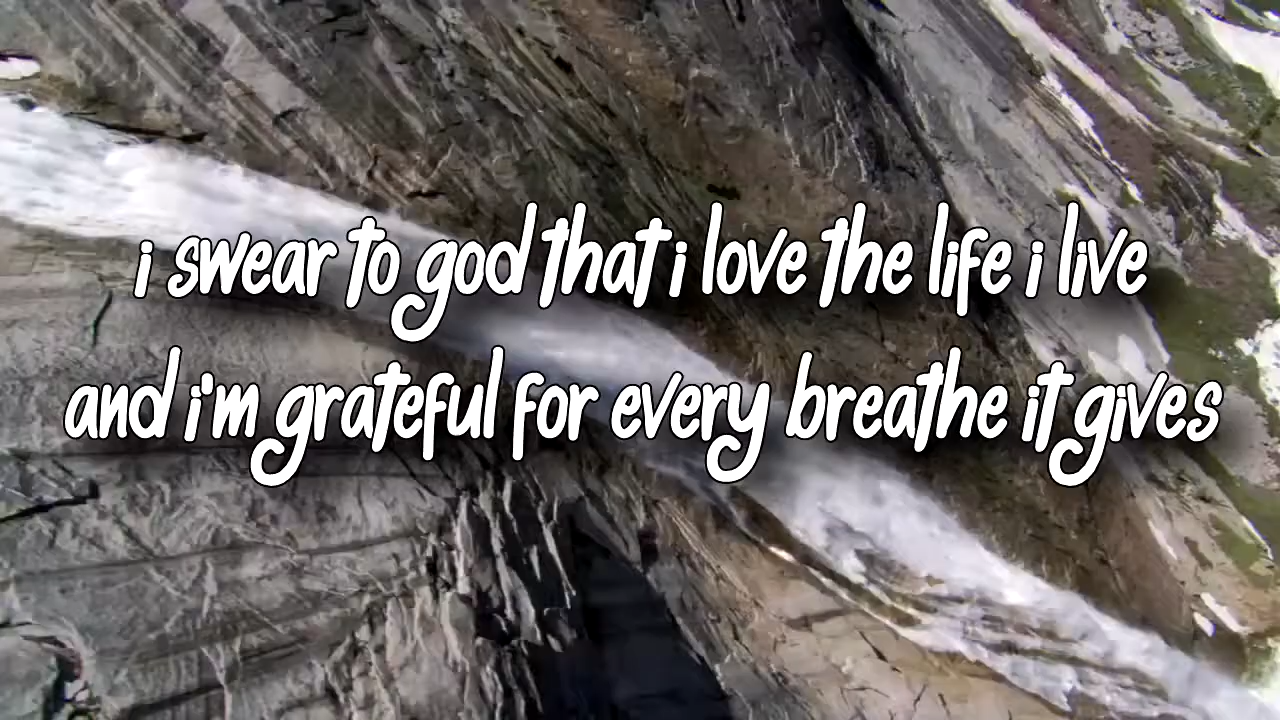 i swear to god that i love the life i live
and i'm grateful for every breathe it gives